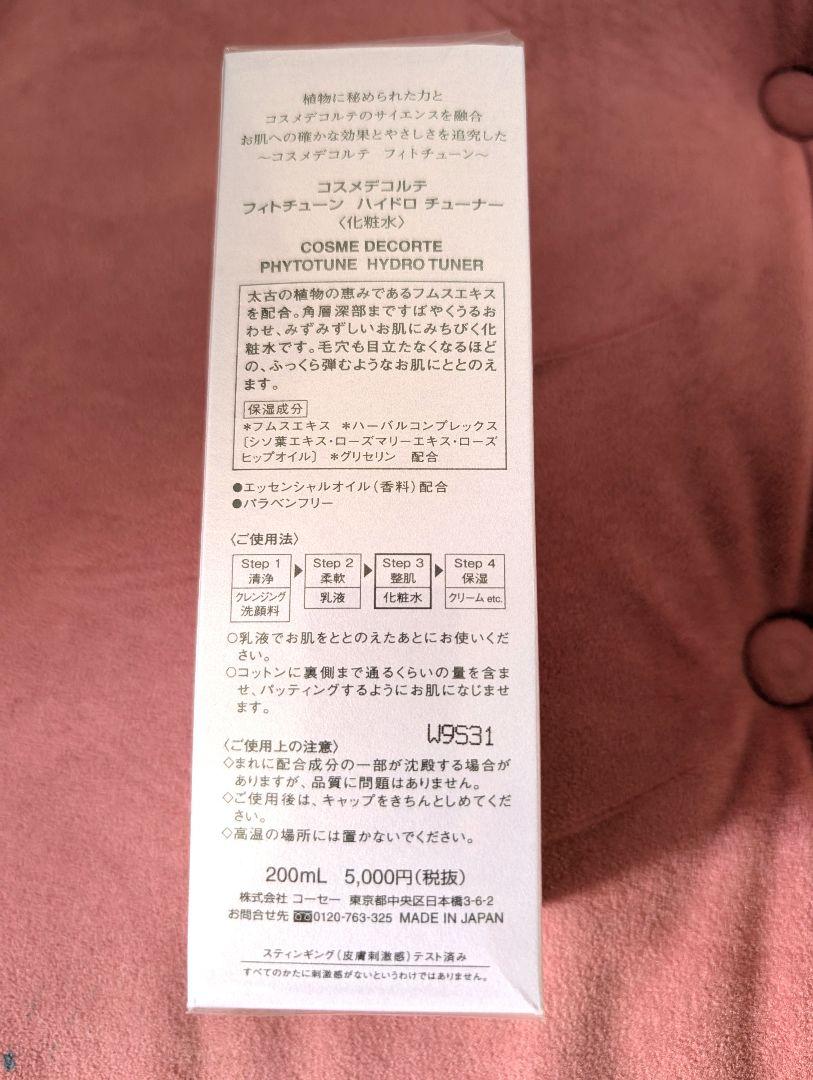 植物に秘められた力と
コスメデコルテのサイエンスを融合
お肌への確かな効果とやさしさを追究した
～コスメデコルテ　フィトチューン～
コスメデコルテ
フィトチューン　ハイドロ チューナー
〈化粧水〉
COSME DECORTE
PHYTOTUNE HYDRO TUNER
太古の植物の恵みであるフムスエキス
を配合。角層深部まですばやくうるお
わせ、みずみずしいお肌にみちびく化
粧水です。毛穴も目立たなくなるほど
の、ふっくら弾むようなお肌にととのえ
ます。
保湿成分
＊フムスエキス　＊ハーバルコンプレックス
［シソ葉エキス・ローズマリーエキス・ローズ
ヒップオイル］　＊グリセリン　配合
●エッセンシャルオイル（香料）配合
●パラベンフリー
〈ご使用法〉
Step 1 Step 2 Step 3 Step 4
清浄 柔軟 整肌 保湿
クレンジング 乳液 化粧水 クリーム etc.
洗顔料
○乳液でお肌をととのえたあとにお使いくだ
さい。
○コットンに裏側まで通るくらいの量を含ま
せ、パッティングするようにお肌になじませ
ます。
W9531
〈ご使用上の注意〉
◇まれに配合成分の一部が沈殿する場合が
ありますが、品質に問題はありません。
◇ご使用後は、キャップをきちんとしめてくだ
さい。
◇高温の場所には置かないでください。
200mL　5,000円（税抜）
株式会社 コーセー　東京都中央区日本橋3-6-2
お問合せ先 0120-763-325 MADE IN JAPAN
スティンギング（皮膚刺激感）テスト済み
すべてのかたに刺激感がないというわけではありません。